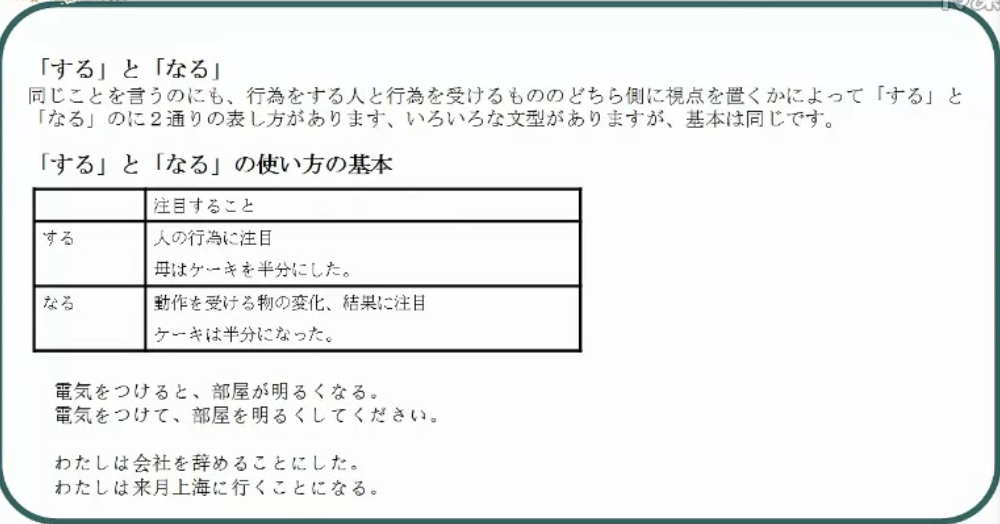 「する」と「なる」
同じことを言うのにも、行為をする人と行為を受けるもののどちら側に視点を置くかによって「する」と
「なる」のに２通りの表し方があります、いろいろな文型がありますが、基本は同じです。
「する」と「なる」の使い方の基本
注目すること
する
人の行為に注目
母はケーキを半分にした。
なる
動作を受ける物の変化、結果に注目
ケーキは半分になった。
電気をつけると、部屋が明るくなる。
電気をつけて、部屋を明るくしてください。
わたしは会社を辞めることにした。
わたしは来月上海に行くことになる。